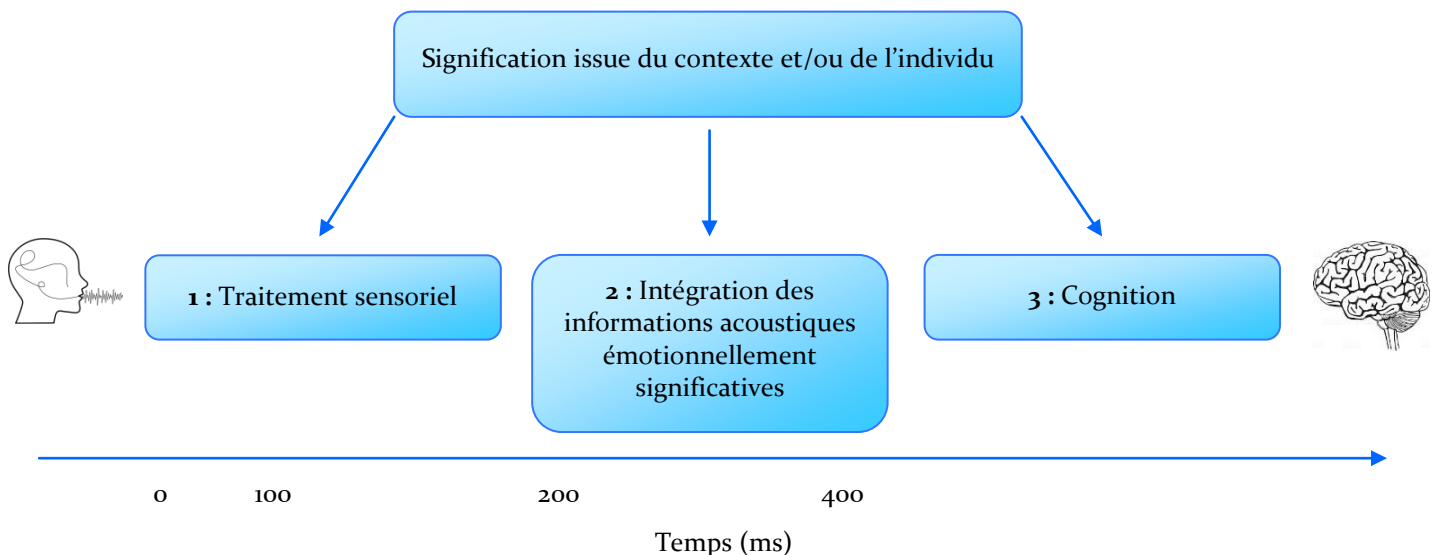 Signification issue du contexte et/ou de l’individu
1 : Traitement sensoriel
2 : Intégration des
informations acoustiques
émotionnellement
significatives
3 : Cognition
0 100 200 400
Temps (ms)